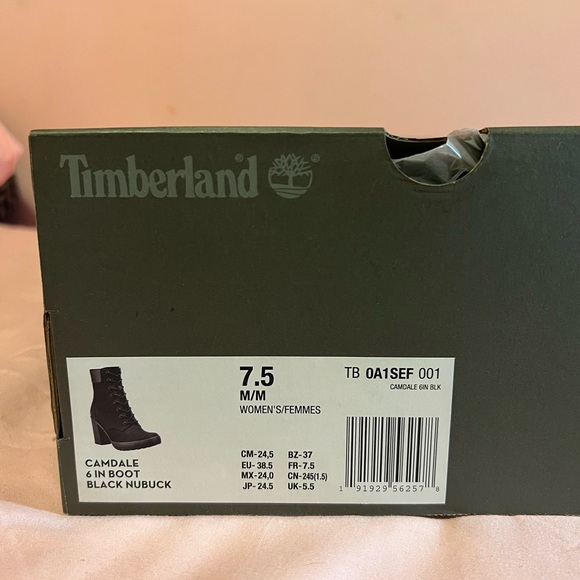 Timberland®
7.5
M/M
WOMEN'S/FEMMES
TB 0A1SEF 001
CAMDALE 6IN BLK
CM-24,5 BZ-37
EU- 38.5 FR-7.5
MX-24,0 CN-245(1.5)
JP- 24.5 UK-5.5
CAMDALE
6 IN BOOT
BLACK NUBUCK
1 91929 56257 8